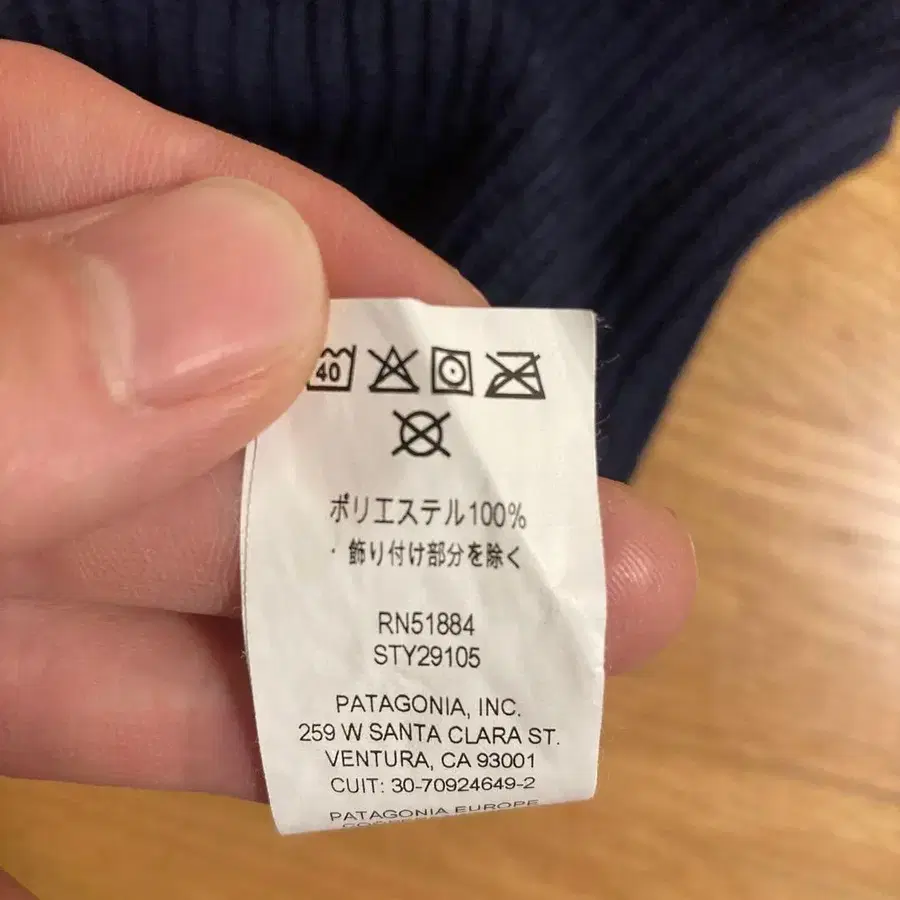 40
ポリエステル100%
・飾り付け部分を除く
RN51884
STY29105
PATAGONIA, INC.
259 W SANTA CLARA ST.
VENTURA, CA 93001
CUIT: 30-70924649-2
PATAGONIA EUROPE